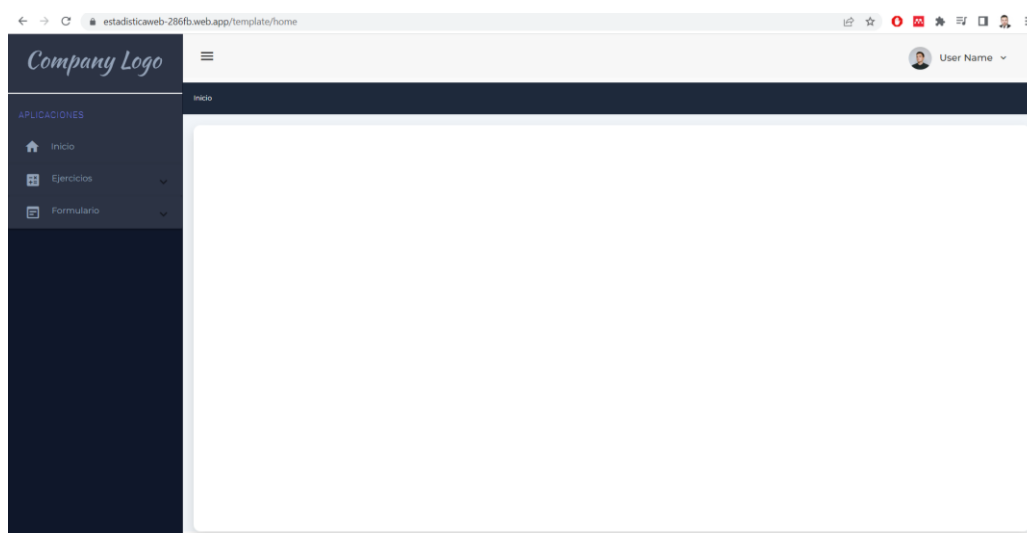 estadisticaweb-286fb.web.app/template/home
Company Logo
User Name
Inicio
APLICACIONES
Inicio
Ejercicios
Formulario